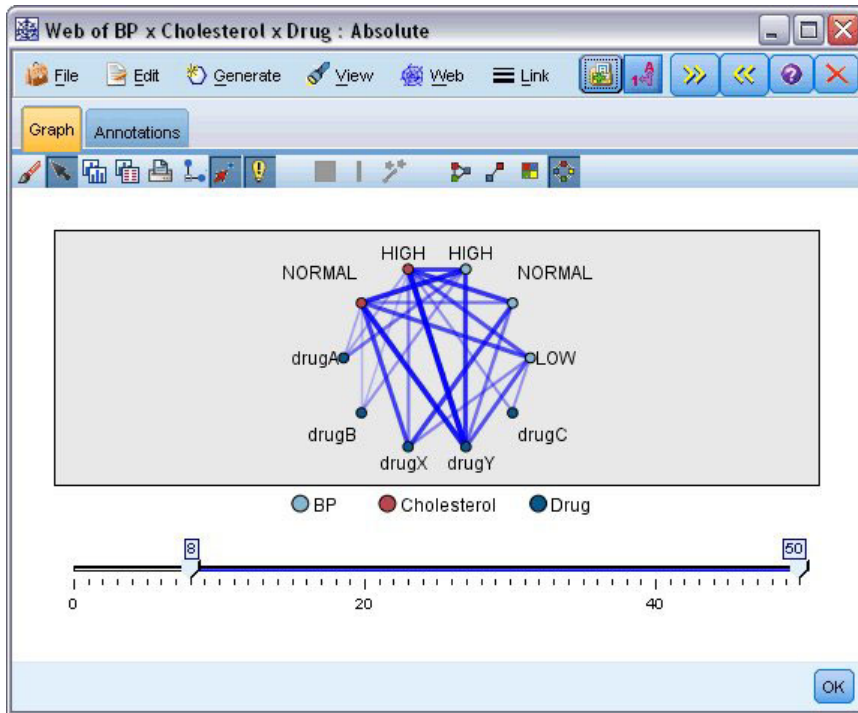 Web of BP x Cholesterol x Drug : Absolute
File Edit Generate View Web Link
Graph Annotations
HIGH HIGH
NORMAL NORMAL
drugA LOW
drugB drugC
drugX drugY
BP Cholesterol Drug
8 50
0 20 40
OK